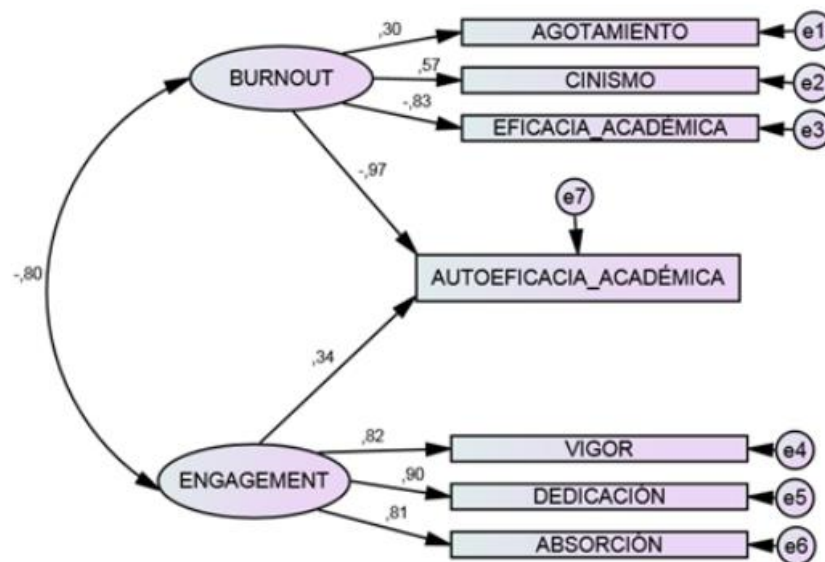 ,30
AGOTAMIENTO
e1
BURNOUT
,57
CINISMO
e2
-,83
EFICACIA_ACADÉMICA
e3
-,97
e7
AUTOEFICACIA_ACADÉMICA
-,80
,34
,82
VIGOR
e4
ENGAGEMENT
,90
DEDICACIÓN
e5
,81
ABSORCIÓN
e6